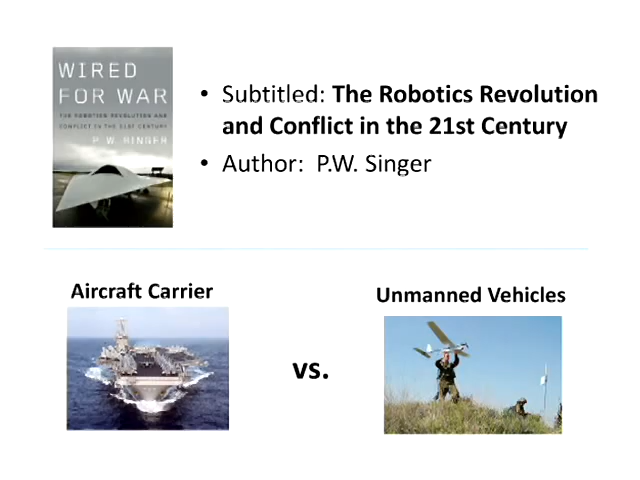 WIRED
FOR WAR
THE ROBOTICS REVOLUTION AND
CONFLICT IN THE 21ST CENTURY
P. W. SINGER
• Subtitled: The Robotics Revolution
and Conflict in the 21st Century
• Author: P.W. Singer
Aircraft Carrier
Unmanned Vehicles
vs.